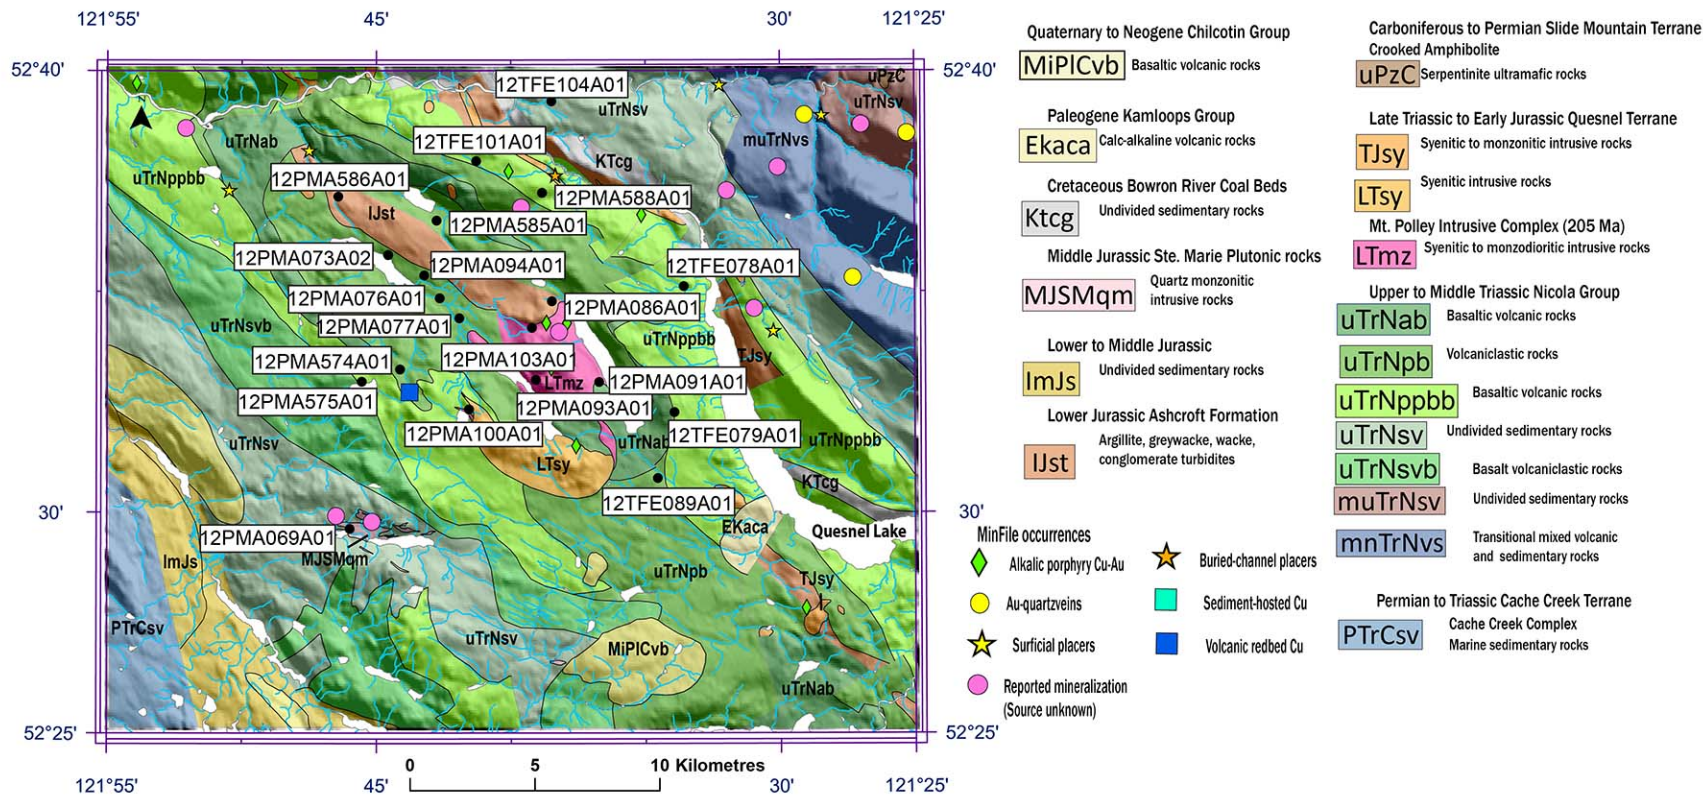 121°55'
45'
30'
121°25'
52°40'
52°40'
uPzC
uTrNsv
12TFE104A01
uTrNsv
uTrNab
muTrNvs
12TFE101A01
KTcg
uTrNppbb
12PMA586A01
12PMA588A01
IJst
12PMA585A01
12PMA073A02
12PMA094A01
12TFE078A01
12PMA076A01
12PMA086A01
uTrNsvb
12PMA077A01
uTrNppbb
12PMA574A01
12PMA103A01
TJsy
LTmz
12PMA091A01
12PMA575A01
12PMA093A01
12PMA100A01
12TFE079A01
uTrNsv
uTrNab
uTrNppbb
LTsy
KTcg
12TFE089A01
30'
30'
EKaca
Quesnel Lake
12PMA069A01
MJSMqm
ImJs
uTrNpb
TJsy
PTrCsv
uTrNsv
MiPlCvb
uTrNab
52°25'
52°25'
121°55'
45'
30'
121°25'
0
5
10 Kilometres
Quaternary to Neogene Chilcotin Group
MiPlCvb Basaltic volcanic rocks
Paleogene Kamloops Group
Ekaca Calc-alkaline volcanic rocks
Cretaceous Bowron River Coal Beds
Ktcg Undivided sedimentary rocks
Middle Jurassic Ste. Marie Plutonic rocks
MJSMqm Quartz monzonitic
intrusive rocks
Lower to Middle Jurassic
ImJs Undivided sedimentary rocks
Lower Jurassic Ashcroft Formation
IJst Argillite, greywacke, wacke,
conglomerate turbidites
MinFile occurrences
Alkalic porphyry Cu-Au
Au-quartzveins
Surficial placers
Reported mineralization
(Source unknown)
Buried-channel placers
Sediment-hosted Cu
Volcanic redbed Cu
Carboniferous to Permian Slide Mountain Terrane
Crooked Amphibolite
uPzC Serpentinite ultramafic rocks
Late Triassic to Early Jurassic Quesnel Terrane
TJsy Syenitic to monzonitic intrusive rocks
LTsy Syenitic intrusive rocks
Mt. Polley Intrusive Complex (205 Ma)
LTmz Syenitic to monzodioritic intrusive rocks
Upper to Middle Triassic Nicola Group
uTrNab Basaltic volcanic rocks
uTrNpb Volcaniclastic rocks
uTrNppbb Basaltic volcanic rocks
uTrNsv Undivided sedimentary rocks
uTrNsvb Basalt volcaniclastic rocks
muTrNsv Undivided sedimentary rocks
mnTrNvs Transitional mixed volcanic
and sedimentary rocks
Permian to Triassic Cache Creek Terrane
Cache Creek Complex
PTrCsv Marine sedimentary rocks